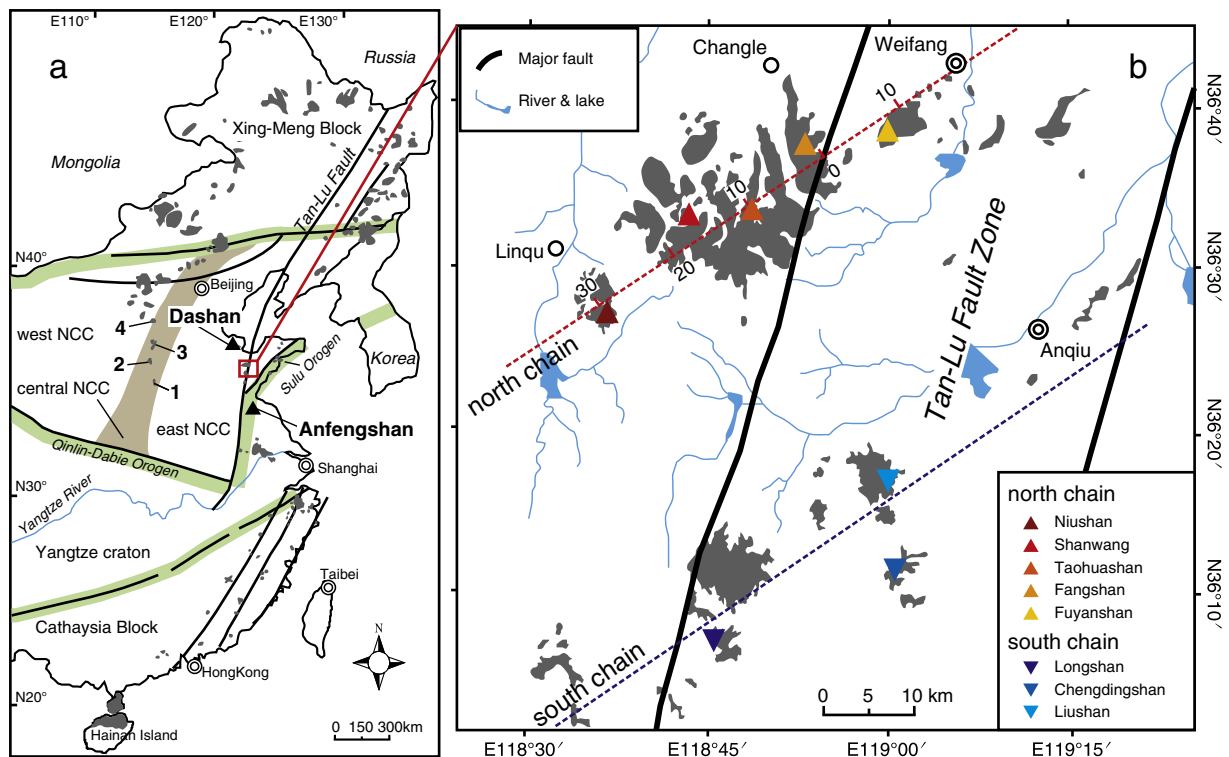 E110°
E120°
E130°
a
Russia
Xing-Meng Block
Mongolia
Tan-Lu Fault
N40°
Beijing
Dashan
west NCC
4
3
2
1
central NCC
Korea
Sulu Orogen
east NCC
Anfengshan
Qinlin-Dabie Orogen
Shanghai
N30°
Yangtze River
Yangtze craton
Taibei
Cathaysia Block
N
HongKong
N20°
Hainan Island
0 150 300km
Major fault
River & lake
Changle
Weifang
b
10
N36°40′
0
10
Linqu
20
30
N36°30′
Tan-Lu Fault Zone
Anqiu
north chain
N36°20′
N36°10′
south chain
0 5 10 km
north chain
Niushan
Shanwang
Taohuashan
Fangshan
Fuyanshan
south chain
Longshan
Chengdingshan
Liushan
E118°30′
E118°45′
E119°00′
E119°15′